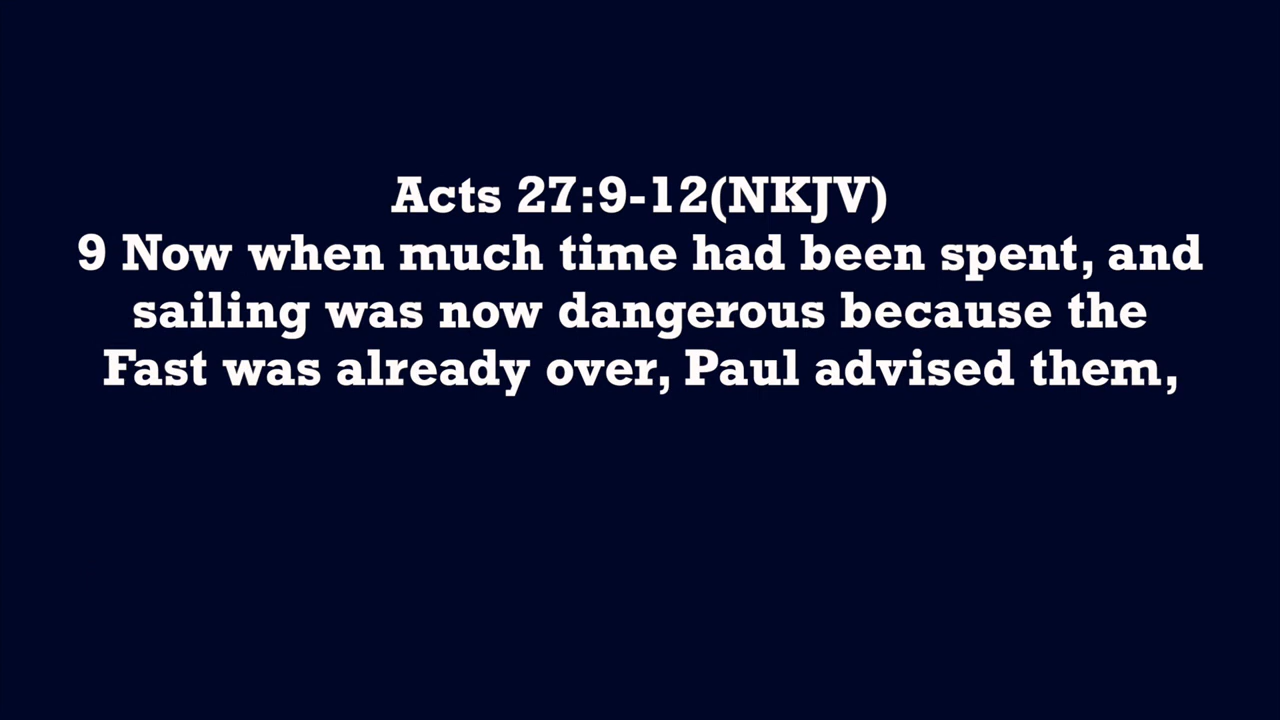 Acts 27:9-12(NKJV)
9 Now when much time had been spent, and
sailing was now dangerous because the
Fast was already over, Paul advised them,